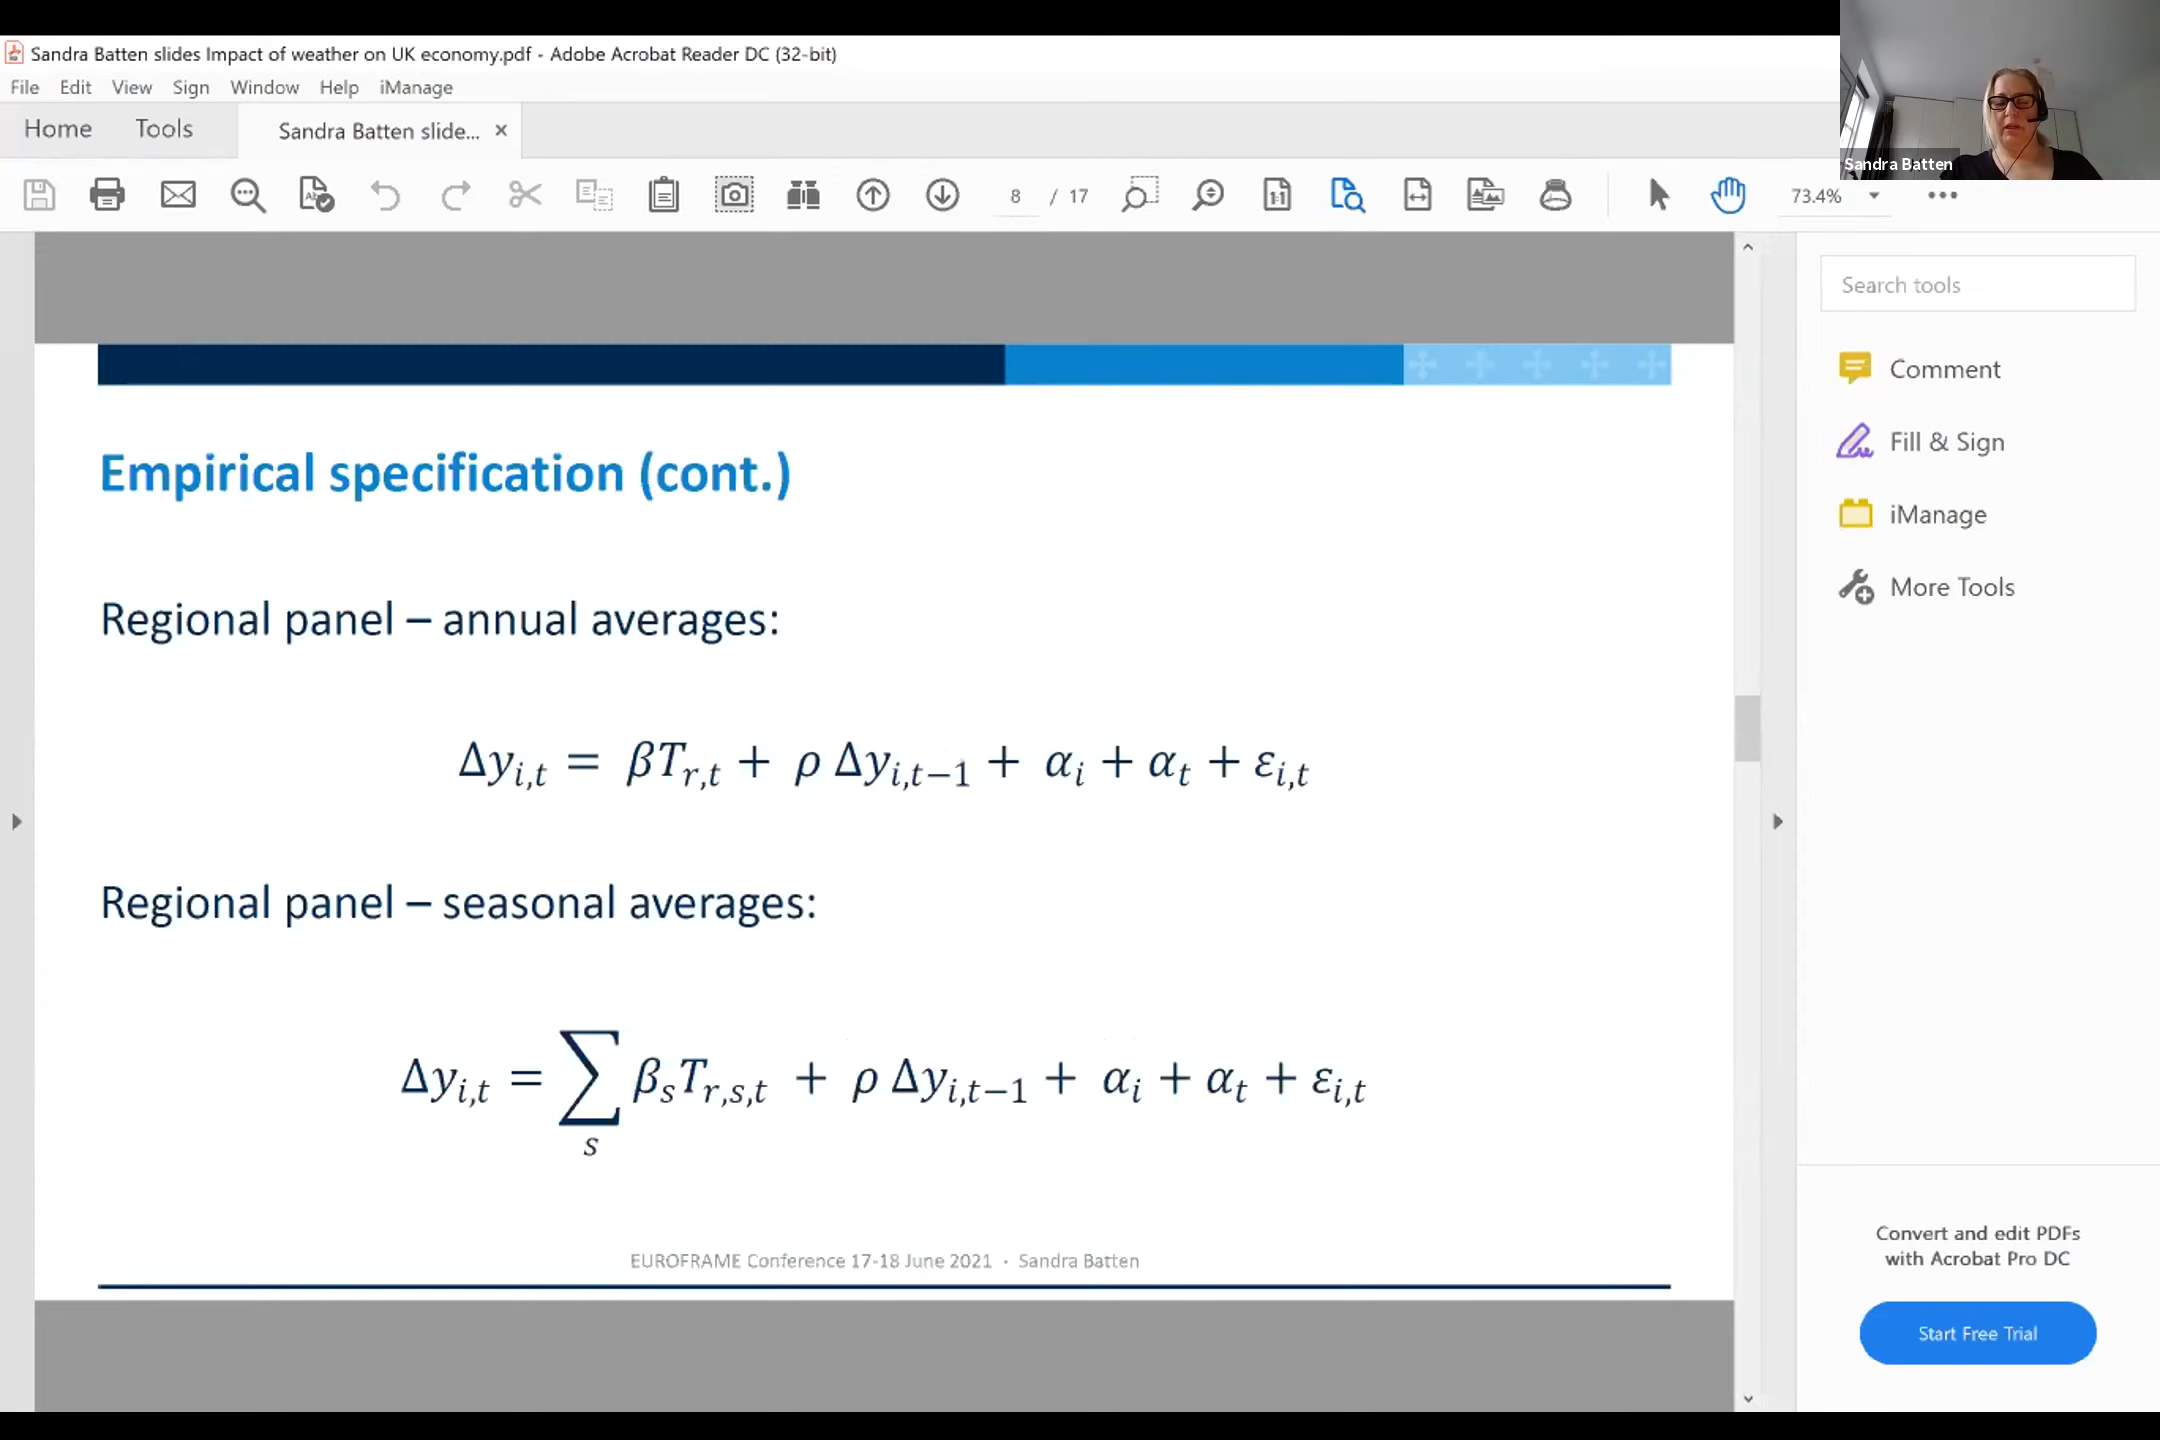 Sandra Batten slides Impact of weather on UK economy.pdf - Adobe Acrobat Reader DC (32-bit)
File Edit View Sign Window Help iManage
Home Tools Sandra Batten slide... ×
8 / 17 73.4%
Sandra Batten
Search tools
Comment
Fill & Sign
iManage
More Tools
Empirical specification (cont.)
Regional panel – annual averages:
Δy_{i,t} = βT_{r,t} + ρ Δy_{i,t−1} + α_i + α_t + ε_{i,t}
Regional panel – seasonal averages:
Δy_{i,t} = ∑_s β_sT_{r,s,t} + ρ Δy_{i,t−1} + α_i + α_t + ε_{i,t}
EUROFRAME Conference 17-18 June 2021 · Sandra Batten
Convert and edit PDFs
with Acrobat Pro DC
Start Free Trial